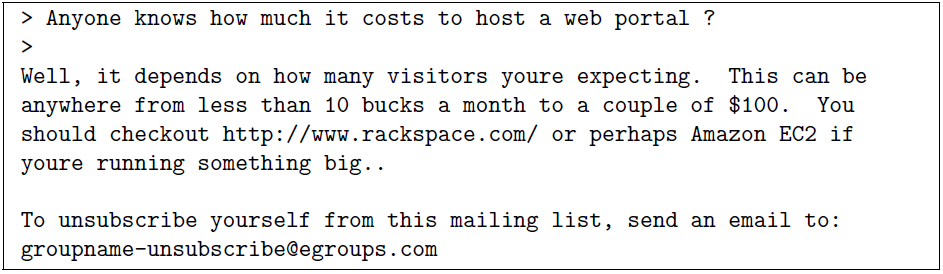 > Anyone knows how much it costs to host a web portal ?
>
Well, it depends on how many visitors youre expecting. This can be
anywhere from less than 10 bucks a month to a couple of $100. You
should checkout http://www.rackspace.com/ or perhaps Amazon EC2 if
youre running something big..
To unsubscribe yourself from this mailing list, send an email to:
groupname-unsubscribe@egroups.com